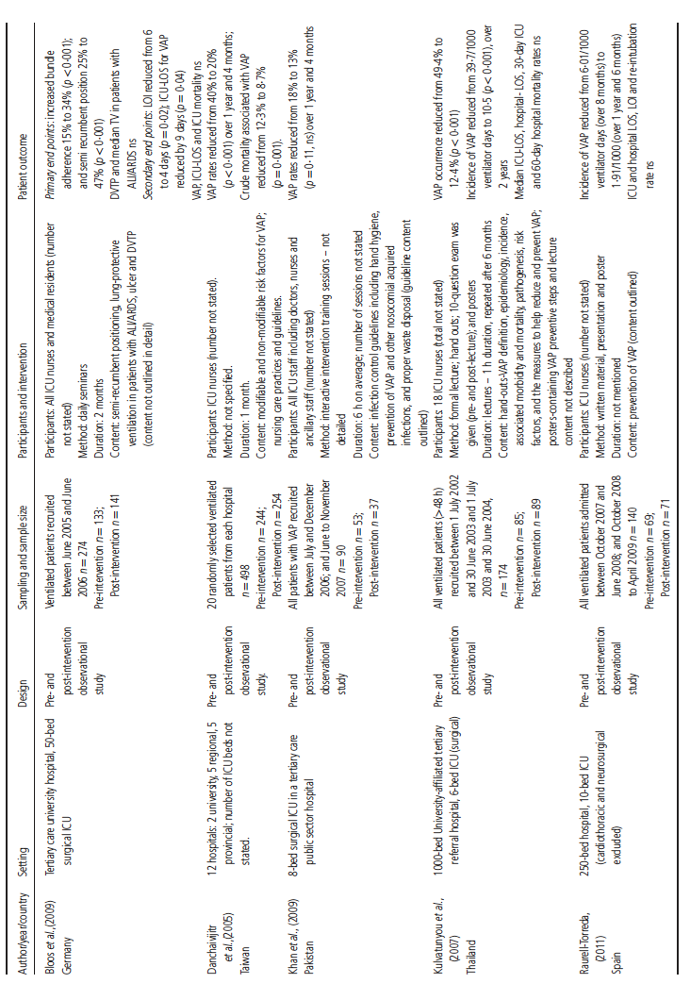 Author/year/country Setting Design Sampling and sample size Participants and intervention Patient outcome
Bloos et al.,(2009)
Germany
Tertiary care university hospital, 50-bed
surgical ICU
Pre- and
post-intervention
observational
study
Ventilated patients recruited
between June 2005 and June
2006 n = 274
Pre-intervention n = 133;
Post-intervention n = 141
Participants: All ICU nurses and medical residents (number
not stated)
Method: daily seminars
Duration: 2 months
Content: semi-recumbent positioning, lung-protective
ventilation in patients with ALI/ARDS, ulcer and DVTP
(content not outlined in detail)
Primary end points: increased bundle
adherence 15% to 34% (p <0·001);
and semi recumbent position 25% to
47% (p <0·001)
DVTP and median TV in patients with
ALI/ARDS ns
Secondary end points: LOI reduced from 6
to 4 days (p = 0·02); ICU-LOS for VAP
reduced by 9 days (p = 0·04)
VAP, ICU-LOS and ICU mortality ns
Danchaivijitr
et al.,(2005)
Taiwan
12 hospitals: 2 university, 5 regional, 5
provincial; number of ICU beds not
stated.
Pre- and
post-intervention
observational
study.
20 randomly selected ventilated
patients from each hospital
n = 498
Pre-intervention n = 244;
Post-intervention n = 254
Participants: ICU nurses (number not stated).
Method: not specified.
Duration: 1 month.
Content: modifiable and non-modifiable risk factors for VAP;
nursing care practices and guidelines.
VAP rates reduced from 40% to 20%
(p <0·001) over 1 year and 4 months
Crude mortality associated with VAP
reduced from 12·3% to 8·7%
(p = 0·001).
Khan et al., (2009)
Pakistan
8-bed surgical ICU in a tertiary care
public sector hospital
Pre- and
post-intervention
observational
study
All patients with VAP recruited
between July and December
2006; and June to November
2007 n = 90
Pre-intervention n = 53;
Post-intervention n = 37
Participants: All ICU staff including doctors, nurses and
ancillary staff (number not stated)
Method: interactive intervention training sessions – not
detailed
Duration: 6 h on average; number of sessions not stated
Content: infection control guidelines including hand hygiene,
prevention of VAP and other nosocomial acquired
infections, and proper waste disposal (guideline content
outlined)
VAP rates reduced from 18% to 13%
(p = 0·11, ns) over 1 year and 4 months
Kulvatunyou et al.,
(2007)
Thailand
1000-bed University-affiliated tertiary
referral hospital, 6-bed ICU (surgical)
Pre- and
post-intervention
observational
study
All ventilated patients (>48 h)
recruited between 1 July 2002
and 30 June 2003 and 1 July
2003 and 30 June 2004,
n = 174
Pre-intervention n = 85;
Post-intervention n = 89
Participants: 18 ICU nurses (total not stated)
Method: formal lecture; hand outs; 10-question exam was
given (pre- and post-lecture); and posters
Duration: lectures – 1 h duration, repeated after 6 months
Content: hand-outs-VAP definition, epidemiology, incidence,
associated morbidity and mortality, pathogenesis, risk
factors, and the measures to help reduce and prevent VAP;
posters-containing VAP preventive steps and lecture
content not described
VAP occurrence reduced from 49·4% to
12·4% (p < 0·001)
Incidence of VAP reduced from 39·7/1000
ventilator days to 10·5 (p < 0·001), over
2 years
Median ICU-LOS, hospital- LOS, 30-day ICU
and 60-day hospital mortality rates ns
Raurell-Torreda,
(2011)
Spain
250-bed hospital, 10-bed ICU
(cardiothoracic and neurosurgical
excluded)
Pre- and
post-intervention
observational
study
All ventilated patients admitted
between October 2007 and
June 2008; and October 2008
to April 2009 n = 140
Pre-intervention n = 69;
Post-intervention n = 71
Participants: ICU nurses (number not stated)
Method: written material, presentation and poster
Duration: not mentioned
Content: prevention of VAP (content outlined)
Incidence of VAP reduced from 6·01/1000
ventilator days (over 8 months) to
1·91/1000 (over 1 year and 6 months)
ICU and hospital LOS, LOI and re-intubation
rate ns